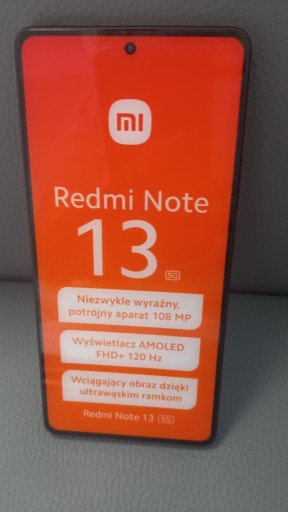 mi
Redmi Note
13 5G
Niezwykle wyraźny,
potrójny aparat 108 MP
Wyświetlacz AMOLED
FHD+ 120 Hz
Wciągający obraz dzięki
ultrawąskim ramkom
Redmi Note 13 5G